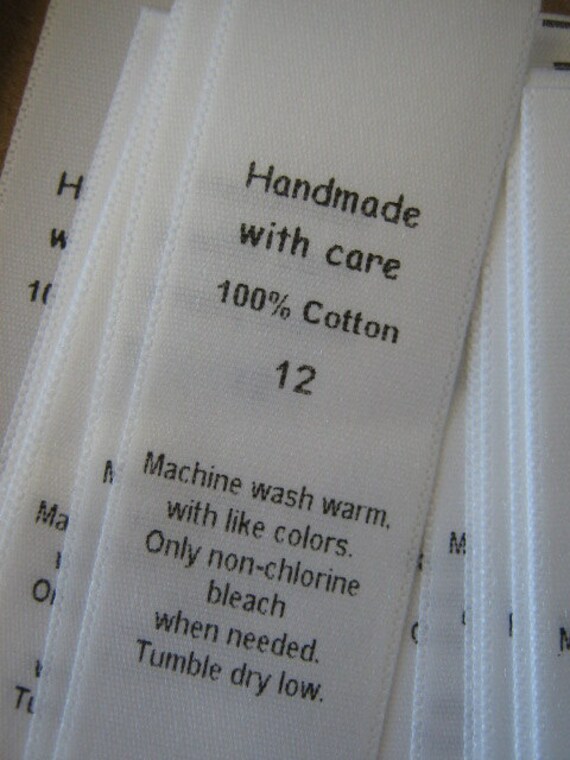 Handmade
with care
100% Cotton
12
Machine wash warm.
with like colors.
Only non-chlorine
bleach
when needed.
Tumble dry low.